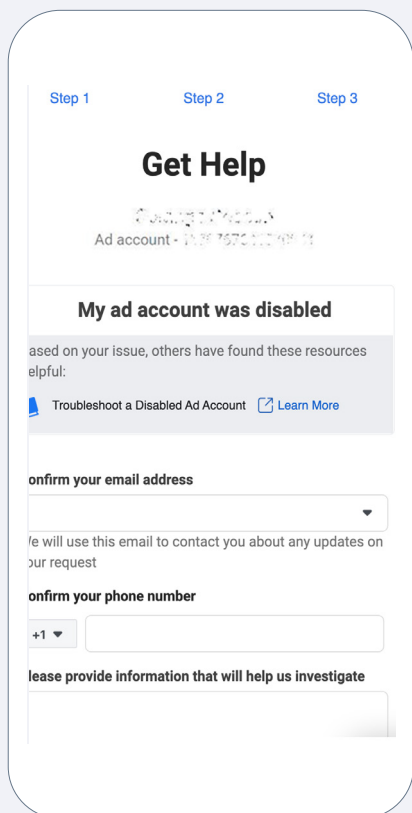 Step 1 Step 2 Step 3
Get Help
Ad account -
My ad account was disabled
ased on your issue, others have found these resources
elpful:
Troubleshoot a Disabled Ad Account Learn More
onfirm your email address
e will use this email to contact you about any updates on
our request
onfirm your phone number
+1
lease provide information that will help us investigate